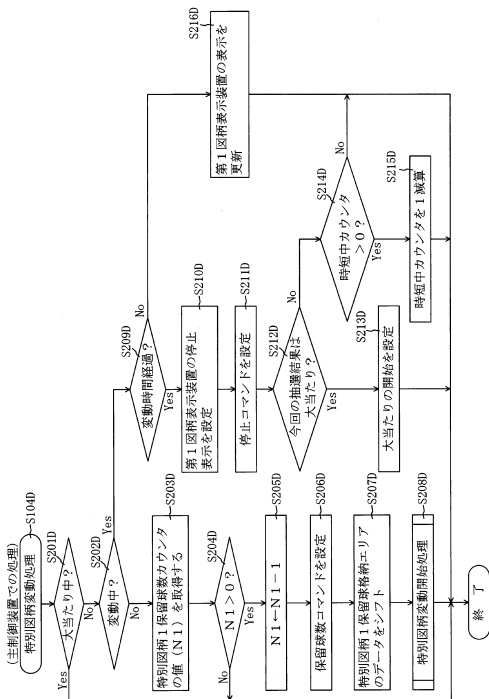 (主制御装置での処理)
特別図柄変動処理
S104D
大当たり中?
S201D
Yes
No
変動中?
S202D
Yes
No
特別図柄1保留球数カウンタ
の値(N1)を取得する
S203D
N1>0?
S204D
No
Yes
N1←N1-1
S205D
保留球数コマンドを設定
S206D
特別図柄1保留球格納エリア
のデータをシフト
S207D
特別図柄変動開始処理
S208D
変動時間経過?
S209D
No
Yes
第1図柄表示装置の停止
表示を設定
S210D
停止コマンドを設定
S211D
今回の抽選結果は
大当たり?
S212D
No
Yes
大当たりの開始を設定
S213D
時短中カウンタ
>0?
S214D
No
Yes
時短中カウンタを1減算
S215D
第1図柄表示装置の表示を
更新
S216D
終了